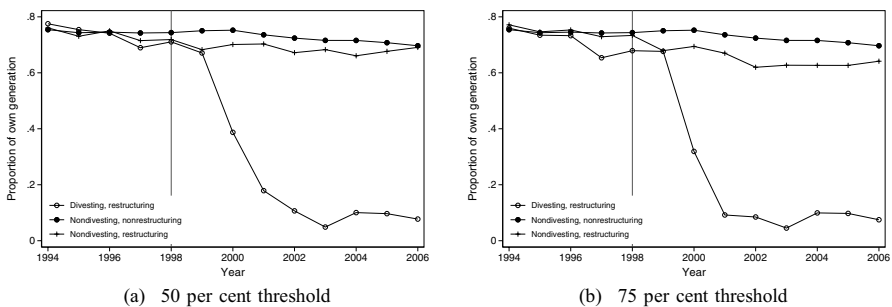 Proportion of own generation
.8
.6
.4
.2
0
Divesting, restructuring
Nondivesting, nonrestructuring
Nondivesting, restructuring
1994 1996 1998 2000 2002 2004 2006
Year
(a) 50 per cent threshold
Proportion of own generation
.8
.6
.4
.2
0
Divesting, restructuring
Nondivesting, nonrestructuring
Nondivesting, restructuring
1994 1996 1998 2000 2002 2004 2006
Year
(b) 75 per cent threshold